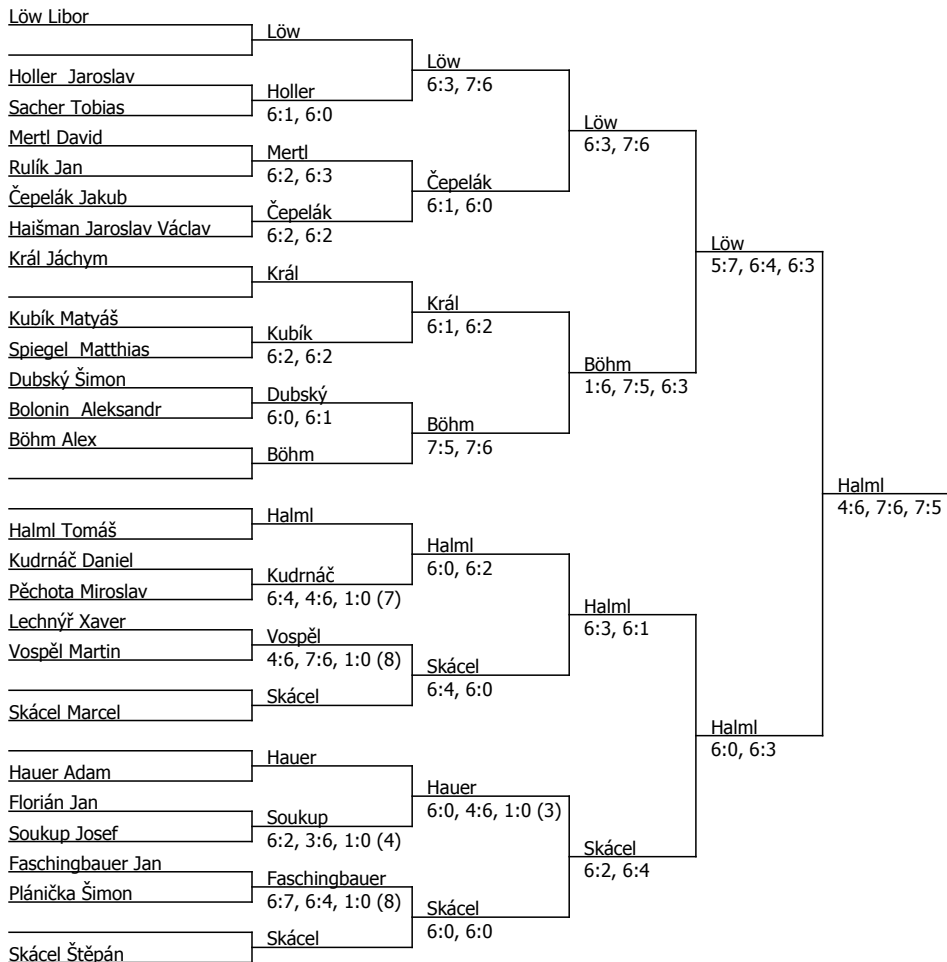 Löw Libor
Holler  Jaroslav
Sacher Tobias
Mertl David
Rulík Jan
Čepelák Jakub
Haišman Jaroslav Václav
Král Jáchym
Kubík Matyáš
Spiegel  Matthias
Dubský Šimon
Bolonin  Aleksandr
Böhm Alex
Halml Tomáš
Kudrnáč Daniel
Pěchota Miroslav
Lechnýř Xaver
Vospěl Martin
Skácel Marcel
Hauer Adam
Florián Jan
Soukup Josef
Faschingbauer Jan
Plánička Šimon
Skácel Štěpán
Löw
Holler
6:1, 6:0
Mertl
6:2, 6:3
Čepelák
6:2, 6:2
Král
Kubík
6:2, 6:2
Dubský
6:0, 6:1
Böhm
Halml
Kudrnáč
6:4, 4:6, 1:0 (7)
Vospěl
4:6, 7:6, 1:0 (8)
Skácel
Hauer
Soukup
6:2, 3:6, 1:0 (4)
Faschingbauer
6:7, 6:4, 1:0 (8)
Skácel
Löw
6:3, 7:6
Čepelák
6:1, 6:0
Král
6:1, 6:2
Böhm
7:5, 7:6
Halml
6:0, 6:2
Skácel
6:4, 6:0
Hauer
6:0, 4:6, 1:0 (3)
Skácel
6:0, 6:0
Löw
6:3, 7:6
Böhm
1:6, 7:5, 6:3
Halml
6:3, 6:1
Skácel
6:2, 6:4
Löw
5:7, 6:4, 6:3
Halml
6:0, 6:3
Halml
4:6, 7:6, 7:5